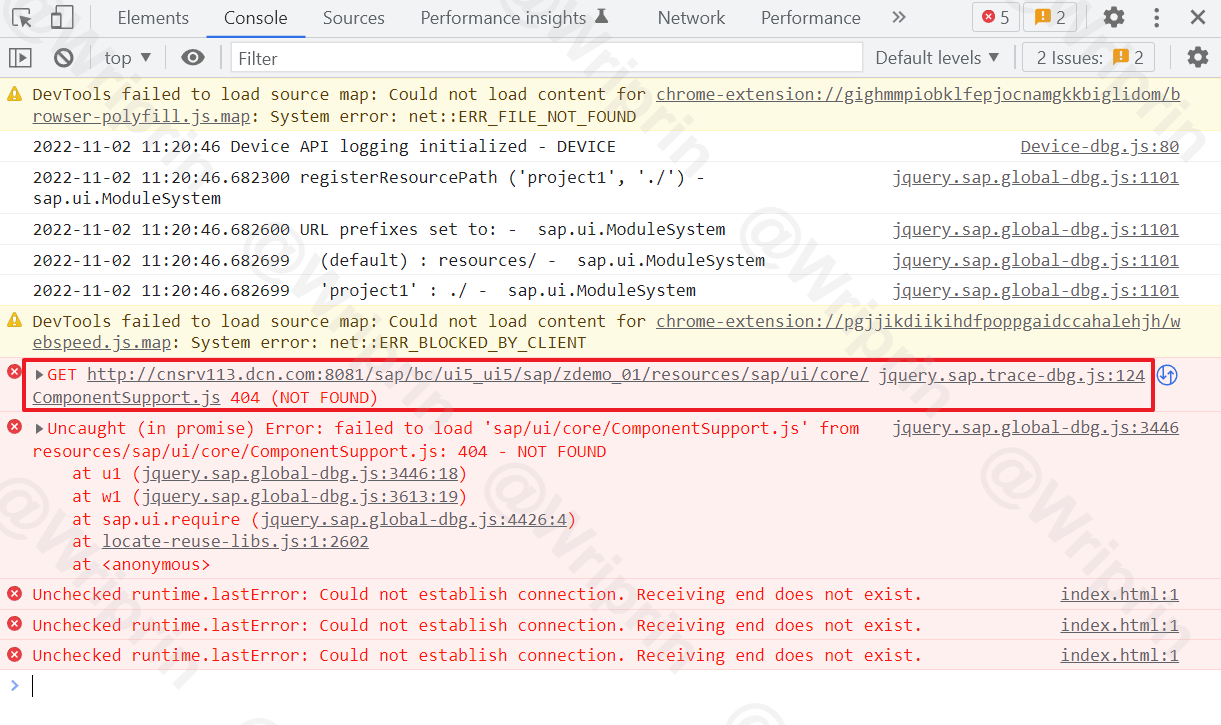 Elements Console Sources Performance insights Network Performance 5 2
top Filter Default levels 2 Issues: 2
DevTools failed to load source map: Could not load content for chrome-extension://gighmmpiobklfepjocnamgkkbiglidom/b
rowser-polyfill.js.map: System error: net::ERR_FILE_NOT_FOUND
2022-11-02 11:20:46 Device API logging initialized - DEVICE Device-dbg.js:80
2022-11-02 11:20:46.682300 registerResourcePath ('project1', './') - jquery.sap.global-dbg.js:1101
sap.ui.ModuleSystem
2022-11-02 11:20:46.682600 URL prefixes set to: - sap.ui.ModuleSystem jquery.sap.global-dbg.js:1101
2022-11-02 11:20:46.682699 (default) : resources/ - sap.ui.ModuleSystem jquery.sap.global-dbg.js:1101
2022-11-02 11:20:46.682699 'project1' : ./ - sap.ui.ModuleSystem jquery.sap.global-dbg.js:1101
DevTools failed to load source map: Could not load content for chrome-extension://pgjjikdiikihdfpoppgaidccahalehjh/w
ebspeed.js.map: System error: net::ERR_BLOCKED_BY_CLIENT
GET http://cnsrv113.dcn.com:8081/sap/bc/ui5_ui5/sap/zdemo_01/resources/sap/ui/core/ jquery.sap.trace-dbg.js:124
ComponentSupport.js 404 (NOT FOUND)
Uncaught (in promise) Error: failed to load 'sap/ui/core/ComponentSupport.js' from jquery.sap.global-dbg.js:3446
resources/sap/ui/core/ComponentSupport.js: 404 - NOT FOUND
at u1 (jquery.sap.global-dbg.js:3446:18)
at w1 (jquery.sap.global-dbg.js:3613:19)
at sap.ui.require (jquery.sap.global-dbg.js:4426:4)
at locate-reuse-libs.js:1:2602
at <anonymous>
Unchecked runtime.lastError: Could not establish connection. Receiving end does not exist. index.html:1
Unchecked runtime.lastError: Could not establish connection. Receiving end does not exist. index.html:1
Unchecked runtime.lastError: Could not establish connection. Receiving end does not exist. index.html:1
@Wriprin
@Wriprin
@Wriprin
@Wriprin
@Wriprin
@Wriprin
@Wriprin
@Wriprin